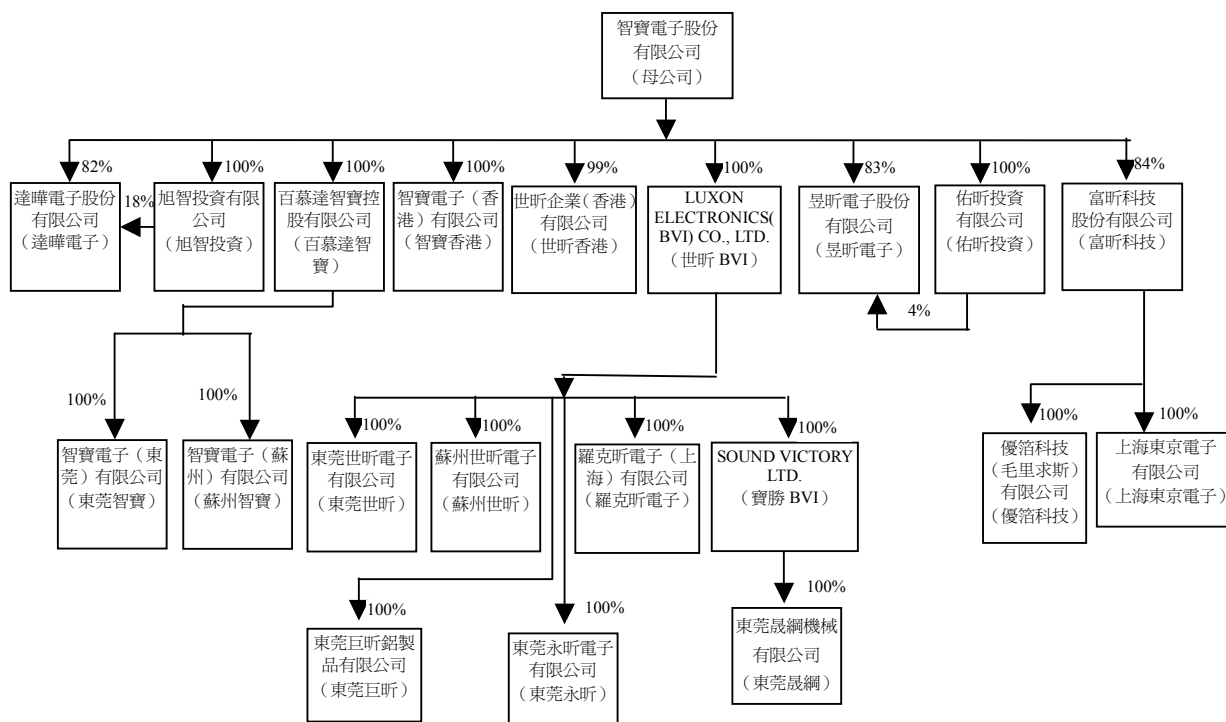 智寶電子股份
有限公司
（母公司）
82%
100%
100%
100%
99%
100%
83%
100%
84%
達曄電子股份
有限公司
（達曄電子）
18%
旭智投資有限
公司
（旭智投資）
百慕達智寶控
股有限公司
（百慕達智
寶）
智寶電子（香
港）有限公司
（智寶香港）
世昕企業（香港）
有限公司
（世昕香港）
LUXON
ELECTRONICS(
BVI) CO., LTD.
（世昕 BVI）
昱昕電子股份
有限公司
（昱昕電子）
佑昕投資
有限公司
（佑昕投資）
富昕科技
股份有限公司
（富昕科技）
4%
100%
100%
100%
100%
100%
100%
100%
100%
智寶電子（東
莞）有限公司
（東莞智寶）
智寶電子（蘇
州）有限公司
（蘇州智寶）
東莞世昕電子
有限公司
（東莞世昕）
蘇州世昕電子
有限公司
（蘇州世昕）
羅克昕電子（上
海）有限公司
（羅克昕電子）
SOUND VICTORY
LTD.
（寶勝 BVI）
優箔科技
（毛里求斯）
有限公司
（優箔科技）
上海東京電子
有限公司
（上海東京電子）
100%
100%
100%
東莞巨昕鋁製
品有限公司
（東莞巨昕）
東莞永昕電子
有限公司
（東莞永昕）
東莞晟綱機械
有限公司
（東莞晟綱）